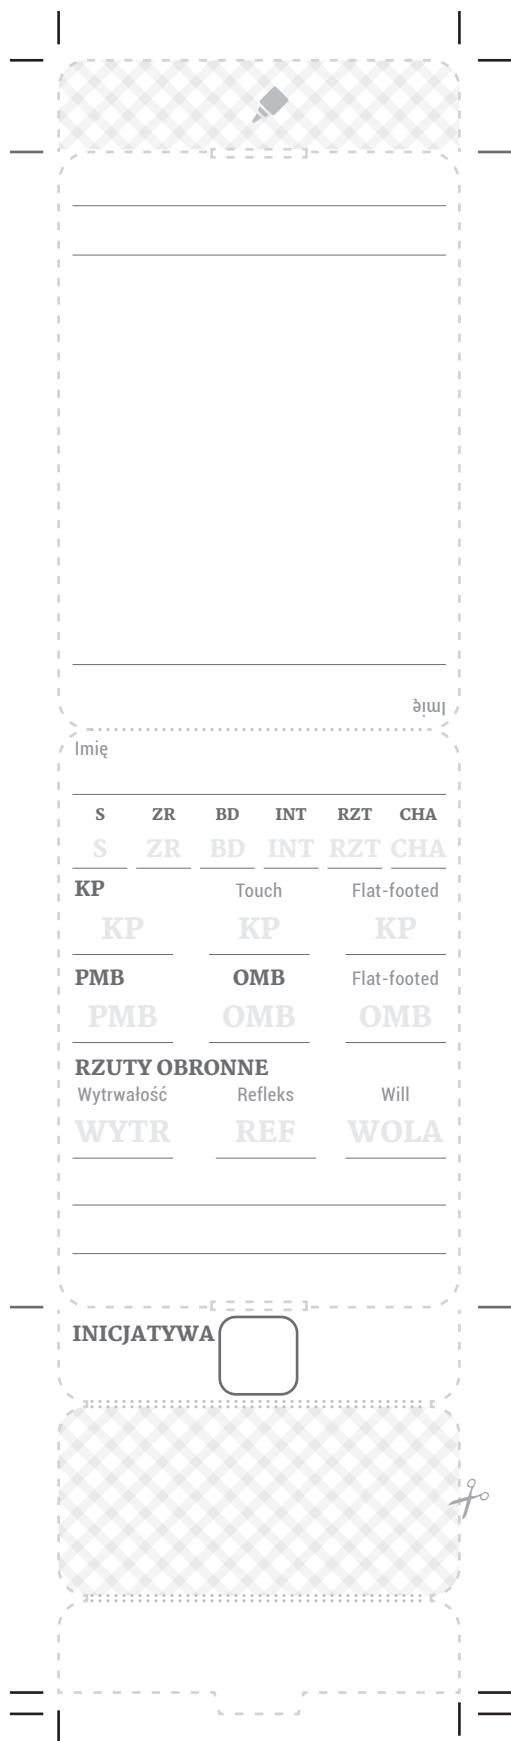 Imię
Imię
S ZR BD INT RZT CHA
S ZR BD INT RZT CHA
KP Touch Flat-footed
KP KP KP
PMB OMB Flat-footed
PMB OMB OMB
RZUTY OBRONNE
Wytrwałość Refleks Will
WYTR REF WOLA
INICJATYWA